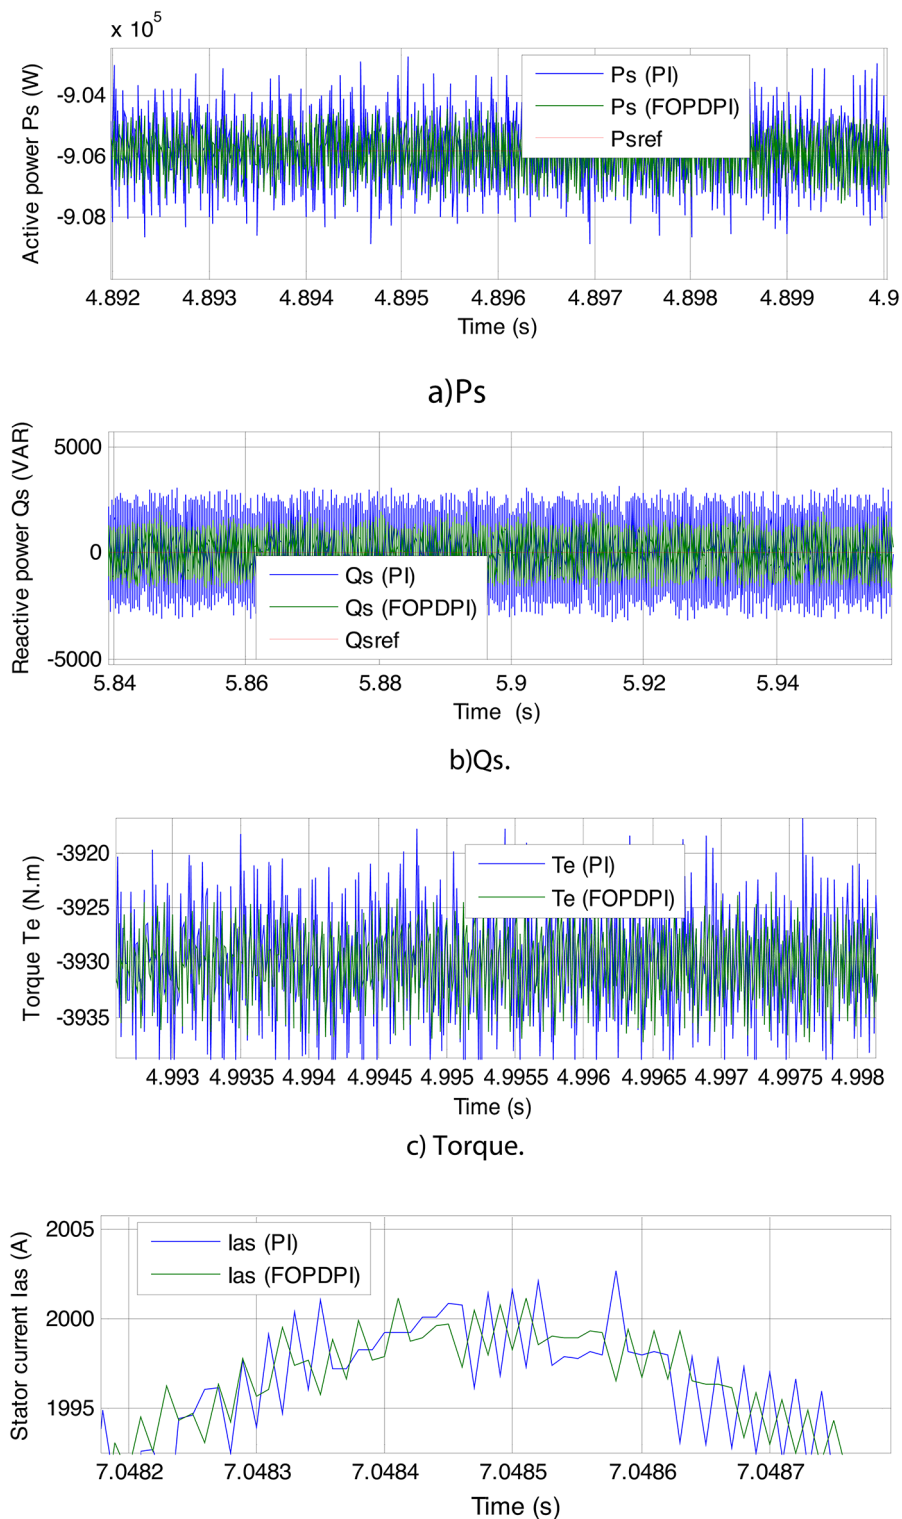 x 10^5
Active power Ps (W)
-9.04
-9.06
-9.08
Ps (PI)
Ps (FOPDPI)
Psref
4.892 4.893 4.894 4.895 4.896 4.897 4.898 4.899 4.9
Time (s)
a)Ps
Reactive power Qs (VAR)
5000
0
-5000
Qs (PI)
Qs (FOPDPI)
Qsref
5.84 5.86 5.88 5.9 5.92 5.94
Time (s)
b)Qs.
Torque Te (N.m)
-3920
-3925
-3930
-3935
Te (PI)
Te (FOPDPI)
4.993 4.9935 4.994 4.9945 4.995 4.9955 4.996 4.9965 4.997 4.9975 4.998
Time (s)
c) Torque.
Stator current Ias (A)
2005
2000
1995
Ias (PI)
Ias (FOPDPI)
7.0482 7.0483 7.0484 7.0485 7.0486 7.0487
Time (s)